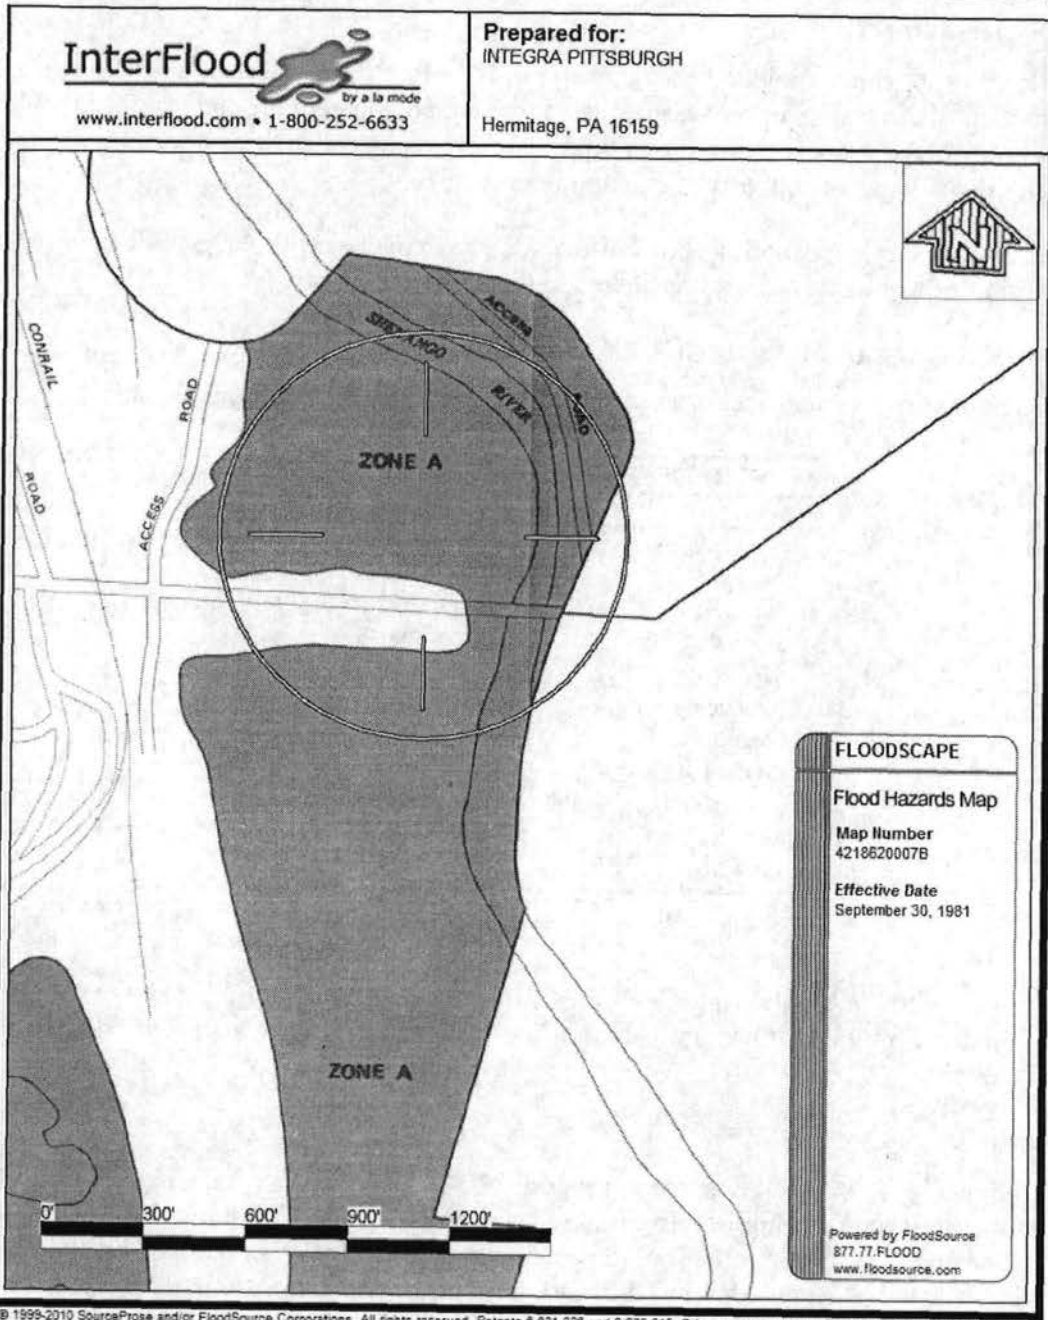 InterFlood
by a la mode
www.interflood.com • 1-800-252-6633
Prepared for:
INTEGRA PITTSBURGH
Hermitage, PA 16159
N
CONRAIL
ROAD
ROAD
ACCESS
SHENANGO
RIVER
ACCESS
ROAD
ZONE A
ZONE A
0'
300'
600'
900'
1200'
FLOODSCAPE
Flood Hazards Map
Map Number
4218620007B
Effective Date
September 30, 1981
Powered by FloodSource
877.77.FLOOD
www.floodsource.com
© 1999-2010 SourceProse and/or FloodSource Corporations. All rights reserved. Patents